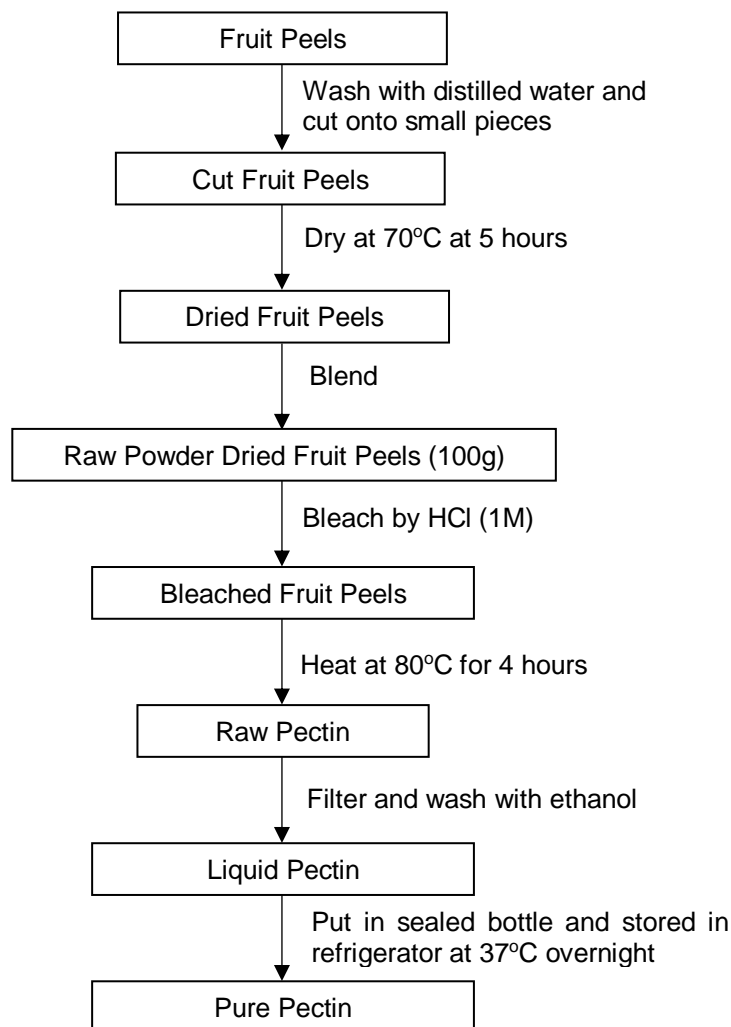 Fruit Peels
Wash with distilled water and
cut onto small pieces
Cut Fruit Peels
Dry at 70°C at 5 hours
Dried Fruit Peels
Blend
Raw Powder Dried Fruit Peels (100g)
Bleach by HCl (1M)
Bleached Fruit Peels
Heat at 80°C for 4 hours
Raw Pectin
Filter and wash with ethanol
Liquid Pectin
Put in sealed bottle and stored in
refrigerator at 37°C overnight
Pure Pectin